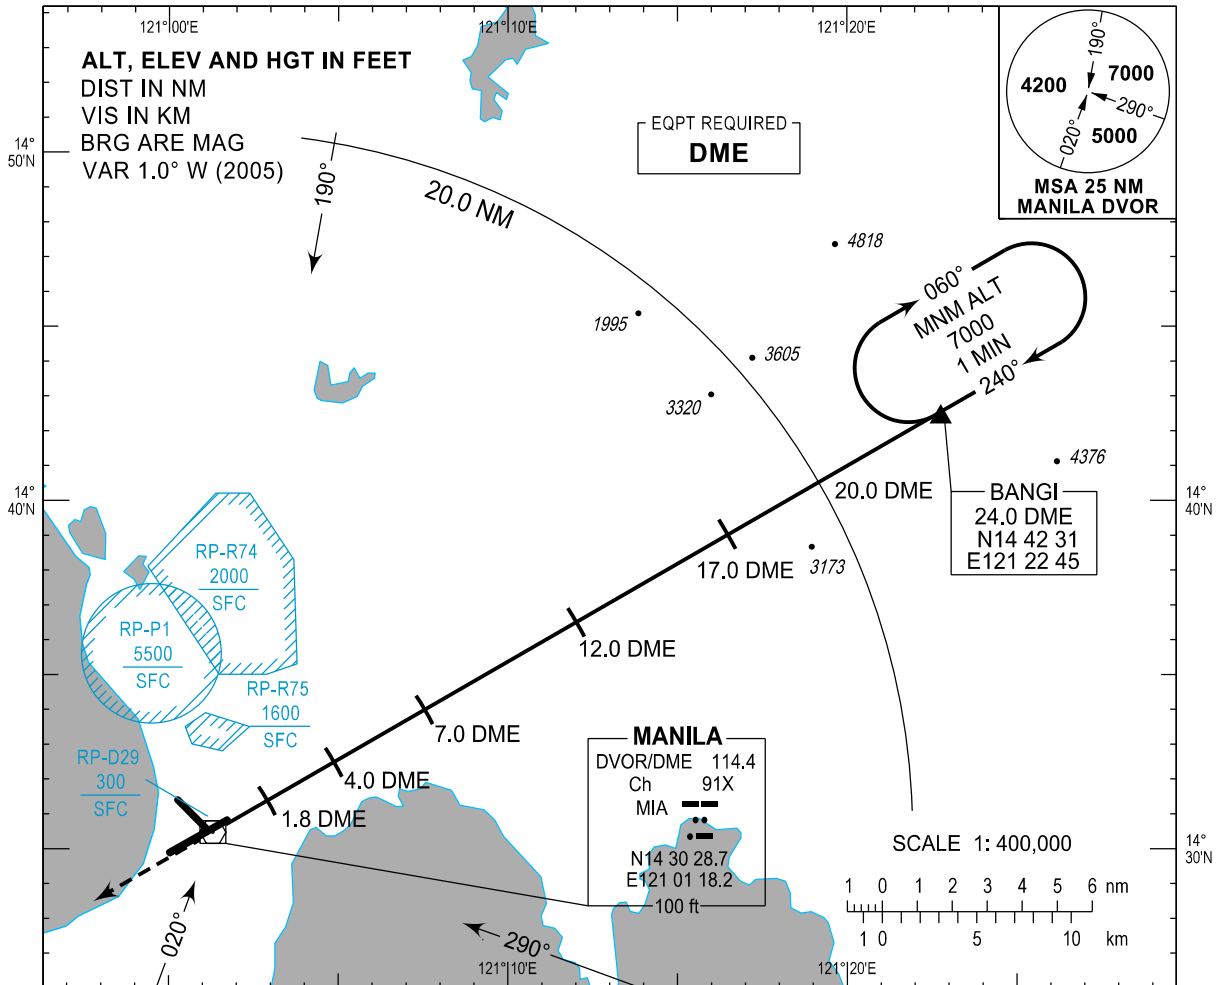 121°00'E
121°10'E
121°20'E
ALT, ELEV AND HGT IN FEET
DIST IN NM
VIS IN KM
BRG ARE MAG
VAR 1.0° W (2005)
14°
50'N
190°
20.0 NM
EQPT REQUIRED
DME
190°
4200
7000
290°
020°
5000
MSA 25 NM
MANILA DVOR
4818
1995
3605
3320
060°
MNM ALT
7000
1 MIN
240°
4376
14°
40'N
14°
40'N
20.0 DME
BANGI
24.0 DME
N14 42 31
E121 22 45
17.0 DME
3173
RP-R74
2000
SFC
RP-P1
5500
SFC
12.0 DME
RP-R75
1600
SFC
7.0 DME
RP-D29
300
SFC
4.0 DME
1.8 DME
MANILA
DVOR/DME 114.4
Ch 91X
MIA
N14 30 28.7
E121 01 18.2
100 ft
SCALE 1: 400,000
14°
30'N
1 0 1 2 3 4 5 6 nm
1 0 5 10 km
020°
290°
121°10'E
121°20'E